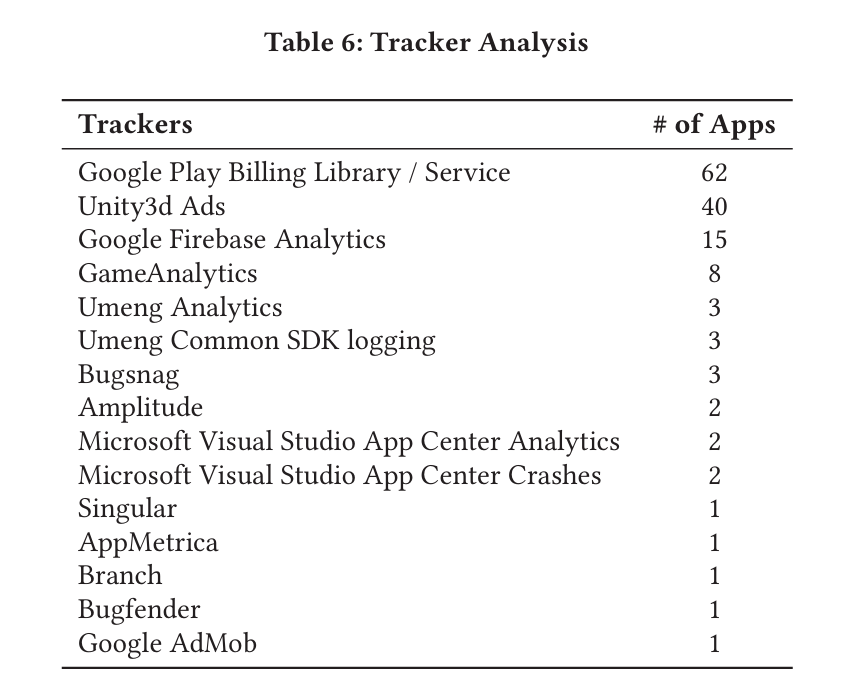 Table 6: Tracker Analysis
Trackers # of Apps
Google Play Billing Library / Service 62
Unity3d Ads 40
Google Firebase Analytics 15
GameAnalytics 8
Umeng Analytics 3
Umeng Common SDK logging 3
Bugsnag 3
Amplitude 2
Microsoft Visual Studio App Center Analytics 2
Microsoft Visual Studio App Center Crashes 2
Singular 1
AppMetrica 1
Branch 1
Bugfender 1
Google AdMob 1